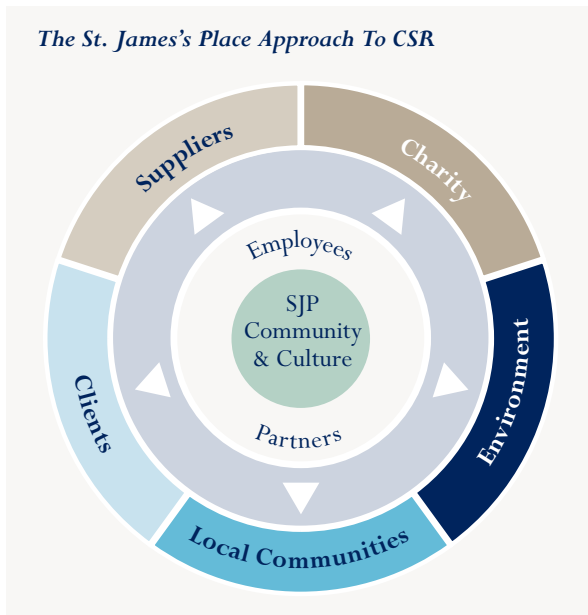 The St. James's Place Approach To CSR
Suppliers
Charity
Employees
SJP
Community
& Culture
Partners
Clients
Environment
Local Communities